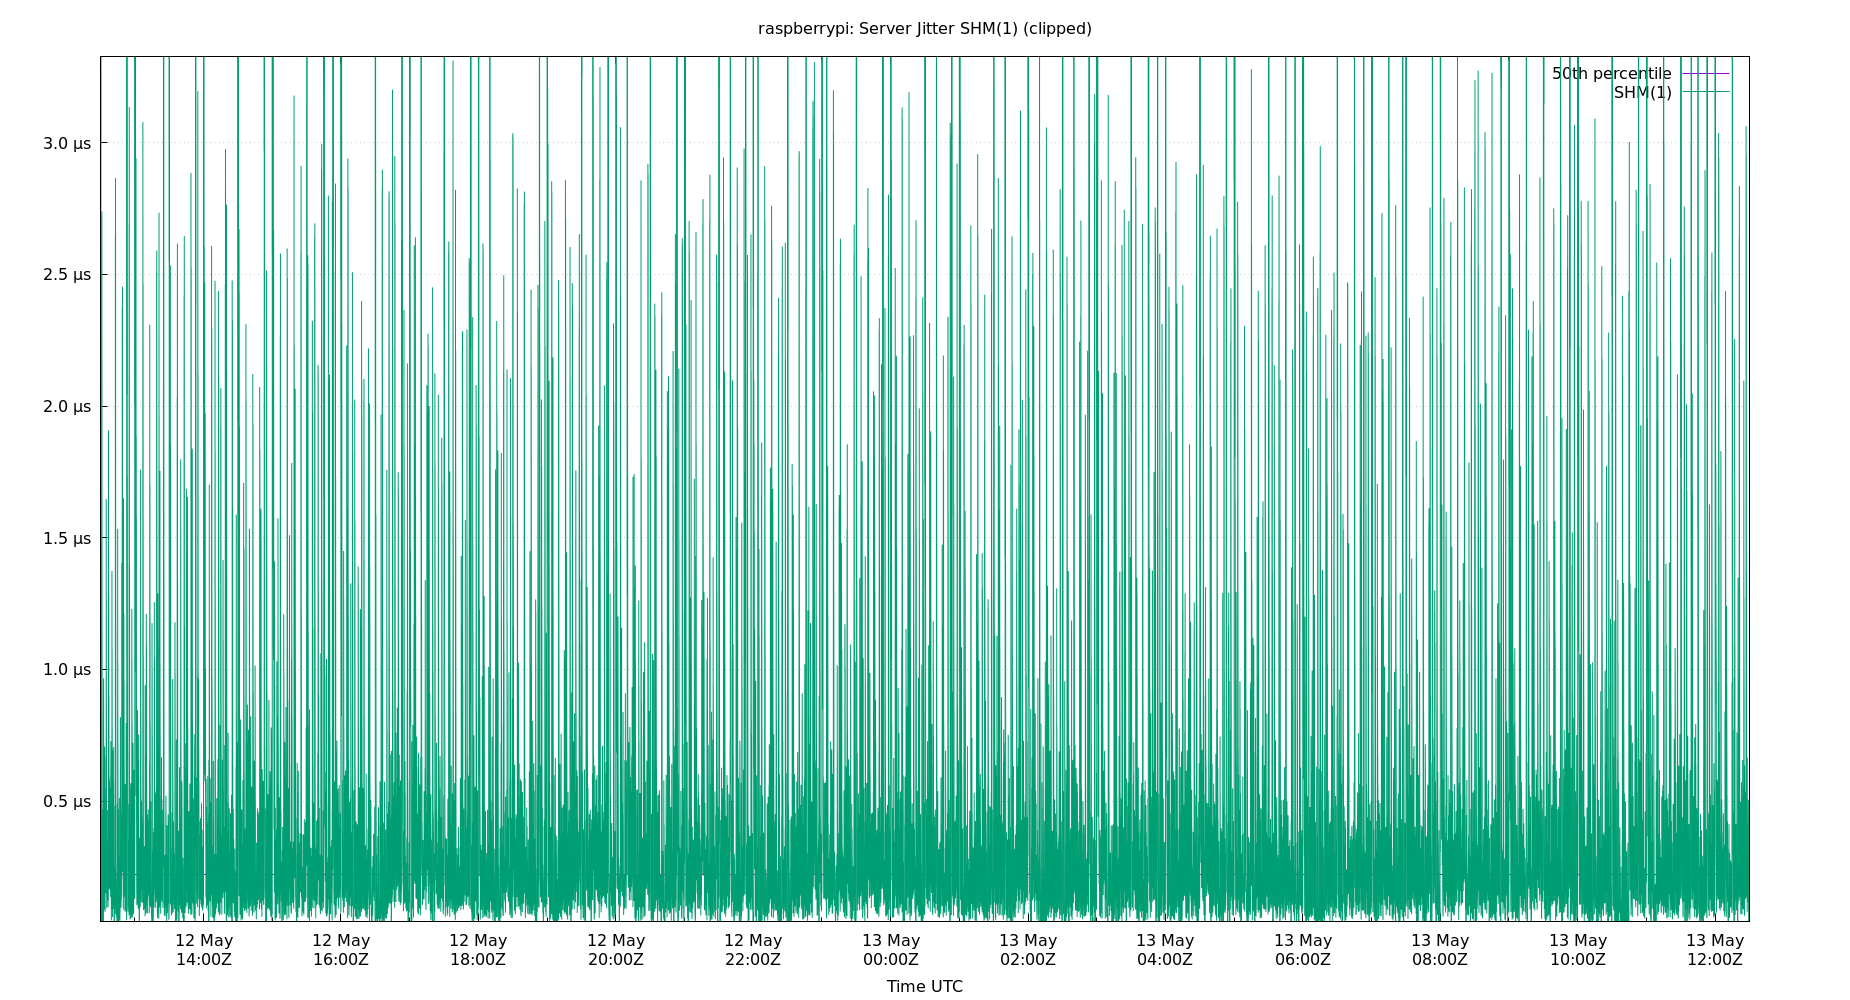 raspberrypi: Server Jitter SHM(1) (clipped)
50th percentile
SHM(1)
3.0 μs
2.5 μs
2.0 μs
1.5 μs
1.0 μs
0.5 μs
12 May 12 May 12 May 12 May 12 May 13 May 13 May 13 May 13 May 13 May 13 May 13 May
14:00Z 16:00Z 18:00Z 20:00Z 22:00Z 00:00Z 02:00Z 04:00Z 06:00Z 08:00Z 10:00Z 12:00Z
Time UTC